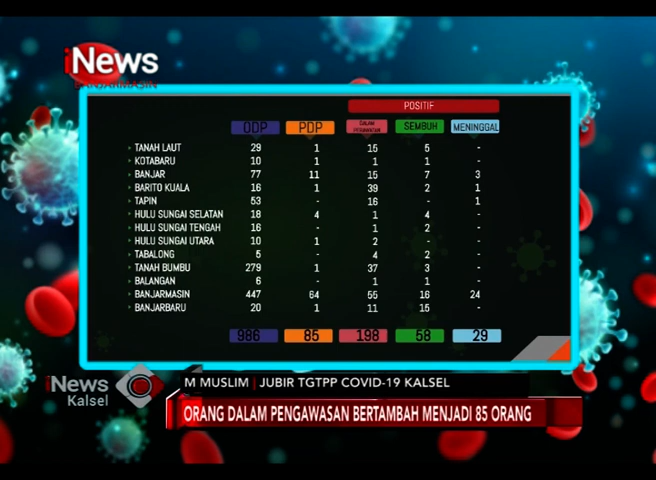 iNews
BANJARMASIN
POSITIF
ODP PDP DALAM PERAWATAN SEMBUH MENINGGAL
TANAH LAUT 29 1 15 5 -
KOTABARU 10 1 1 1 -
BANJAR 77 11 15 7 3
BARITO KUALA 16 1 39 2 1
TAPIN 53 - 16 - 1
HULU SUNGAI SELATAN 18 4 1 4 -
HULU SUNGAI TENGAH 16 - 1 2 -
HULU SUNGAI UTARA 10 1 2 - -
TABALONG 5 - 4 2 -
TANAH BUMBU 279 1 37 3 -
BALANGAN 6 - 1 1 -
BANJARMASIN 447 64 55 16 24
BANJARBARU 20 1 11 15 -
986 85 198 58 29
iNews
Kalsel
M MUSLIM | JUBIR TGTPP COVID-19 KALSEL
ORANG DALAM PENGAWASAN BERTAMBAH MENJADI 85 ORANG